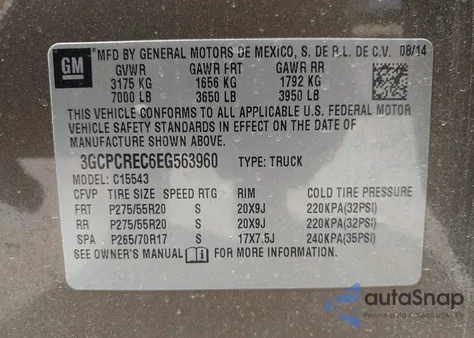 GM
*MFD BY GENERAL MOTORS DE MEXICO, S. DE R.L. DE C.V. 08/14
GVWR GAWR FRT GAWR RR
3175 KG 1656 KG 1792 KG
7000 LB 3650 LB 3950 LB
THIS VEHICLE CONFORMS TO ALL APPLICABLE U.S. FEDERAL MOTOR
VEHICLE SAFETY STANDARDS IN EFFECT ON THE DATE OF
MANUFACTURE SHOWN ABOVE.
3GCPCREC6EG563960 TYPE: TRUCK
MODEL: C15543
CFVP TIRE SIZE SPEED RTG RIM COLD TIRE PRESSURE
FRT P275/55R20 S 20X9J 220KPA(32PSI)
RR P275/55R20 S 20X9J 220KPA(32PSI)
SPA P265/70R17 S 17X7.5J 240KPA(35PSI)
SEE OWNER'S MANUAL FOR MORE INFORMATION.
autoSnap